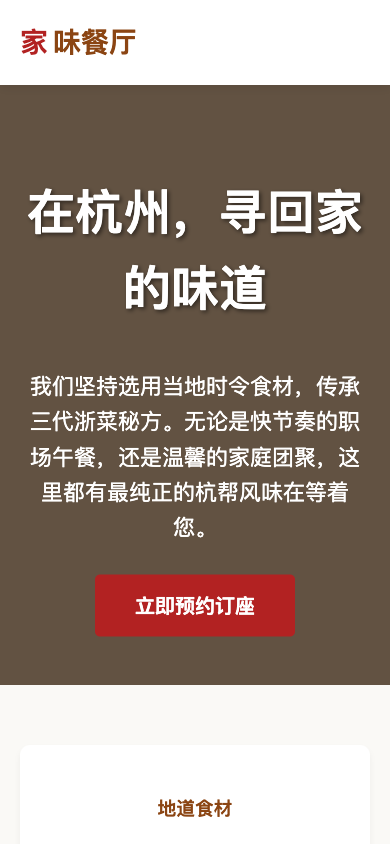 家 味餐厅
在杭州，寻回家
的味道
我们坚持选用当地时令食材，传承
三代浙菜秘方。无论是快节奏的职
场午餐，还是温馨的家庭团聚，这
里都有最纯正的杭帮风味在等着
您。
立即预约订座
地道食材